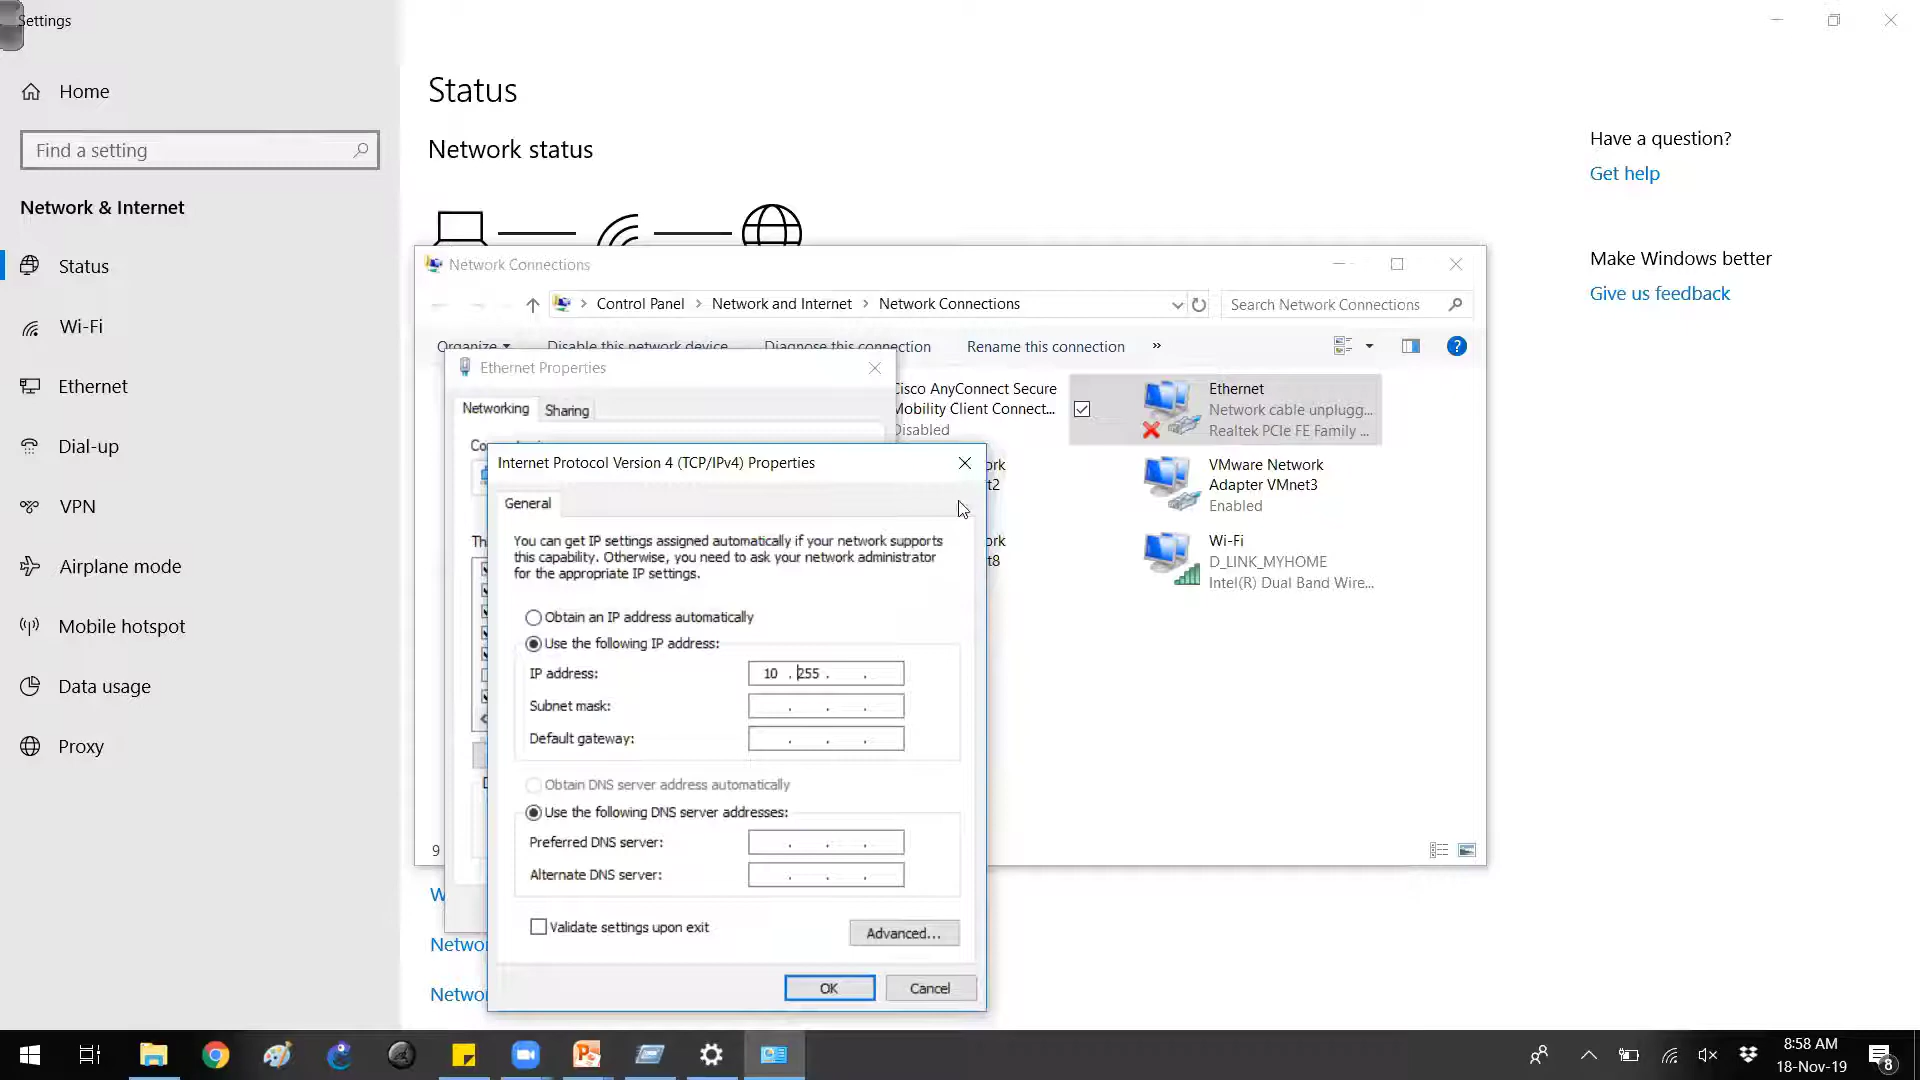 Settings
Home
Find a setting
Network & Internet
Status
Wi-Fi
Ethernet
Dial-up
VPN
Airplane mode
Mobile hotspot
Data usage
Proxy
Status
Network status
Have a question?
Get help
Make Windows better
Give us feedback
Network Connections
Control Panel > Network and Internet > Network Connections
Search Network Connections
Organize
Disable this network device
Diagnose this connection
Rename this connection
»
Cisco AnyConnect Secure
Mobility Client Connect...
Disabled
Ethernet
Network cable unplugg...
Realtek PCIe FE Family ...
VMware Network
Adapter VMnet3
Enabled
Wi-Fi
D_LINK_MYHOME
Intel(R) Dual Band Wire...
9
Ethernet Properties
Networking
Sharing
Internet Protocol Version 4 (TCP/IPv4) Properties
General
You can get IP settings assigned automatically if your network supports
this capability. Otherwise, you need to ask your network administrator
for the appropriate IP settings.
Obtain an IP address automatically
Use the following IP address:
IP address:
10 . 255 . .
Subnet mask:
. . .
Default gateway:
. . .
Obtain DNS server address automatically
Use the following DNS server addresses:
Preferred DNS server:
. . .
Alternate DNS server:
. . .
Validate settings upon exit
Advanced...
OK
Cancel
8:58 AM
18-Nov-19
8